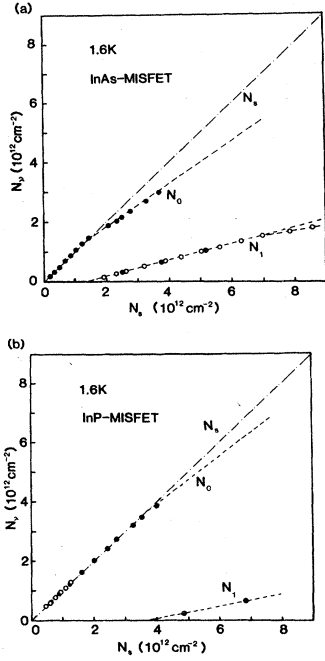 (a)
1.6K
InAs-MISFET
N_s
N_0
N_1
N_ν (10^12 cm^-2)
8
6
4
2
0
0 2 4 6 8
N_s (10^12 cm^-2)
(b)
1.6K
InP-MISFET
N_s
N_0
N_1
N_ν (10^12 cm^-2)
8
6
4
2
0
0 2 4 6 8
N_s (10^12 cm^-2)